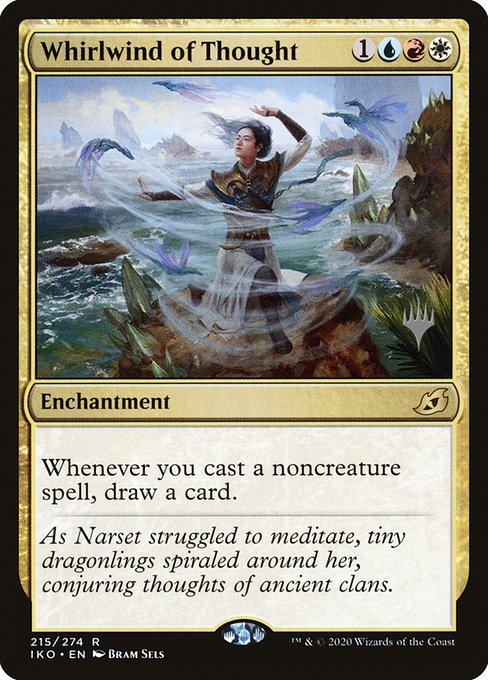 Whirlwind of Thought 1
Enchantment
Whenever you cast a noncreature
spell, draw a card.
As Narset struggled to meditate, tiny
dragonlings spiraled around her,
conjuring thoughts of ancient clans.
215/274 R
IKO • EN BRAM SELS
™ & © 2020 Wizards of the Coast